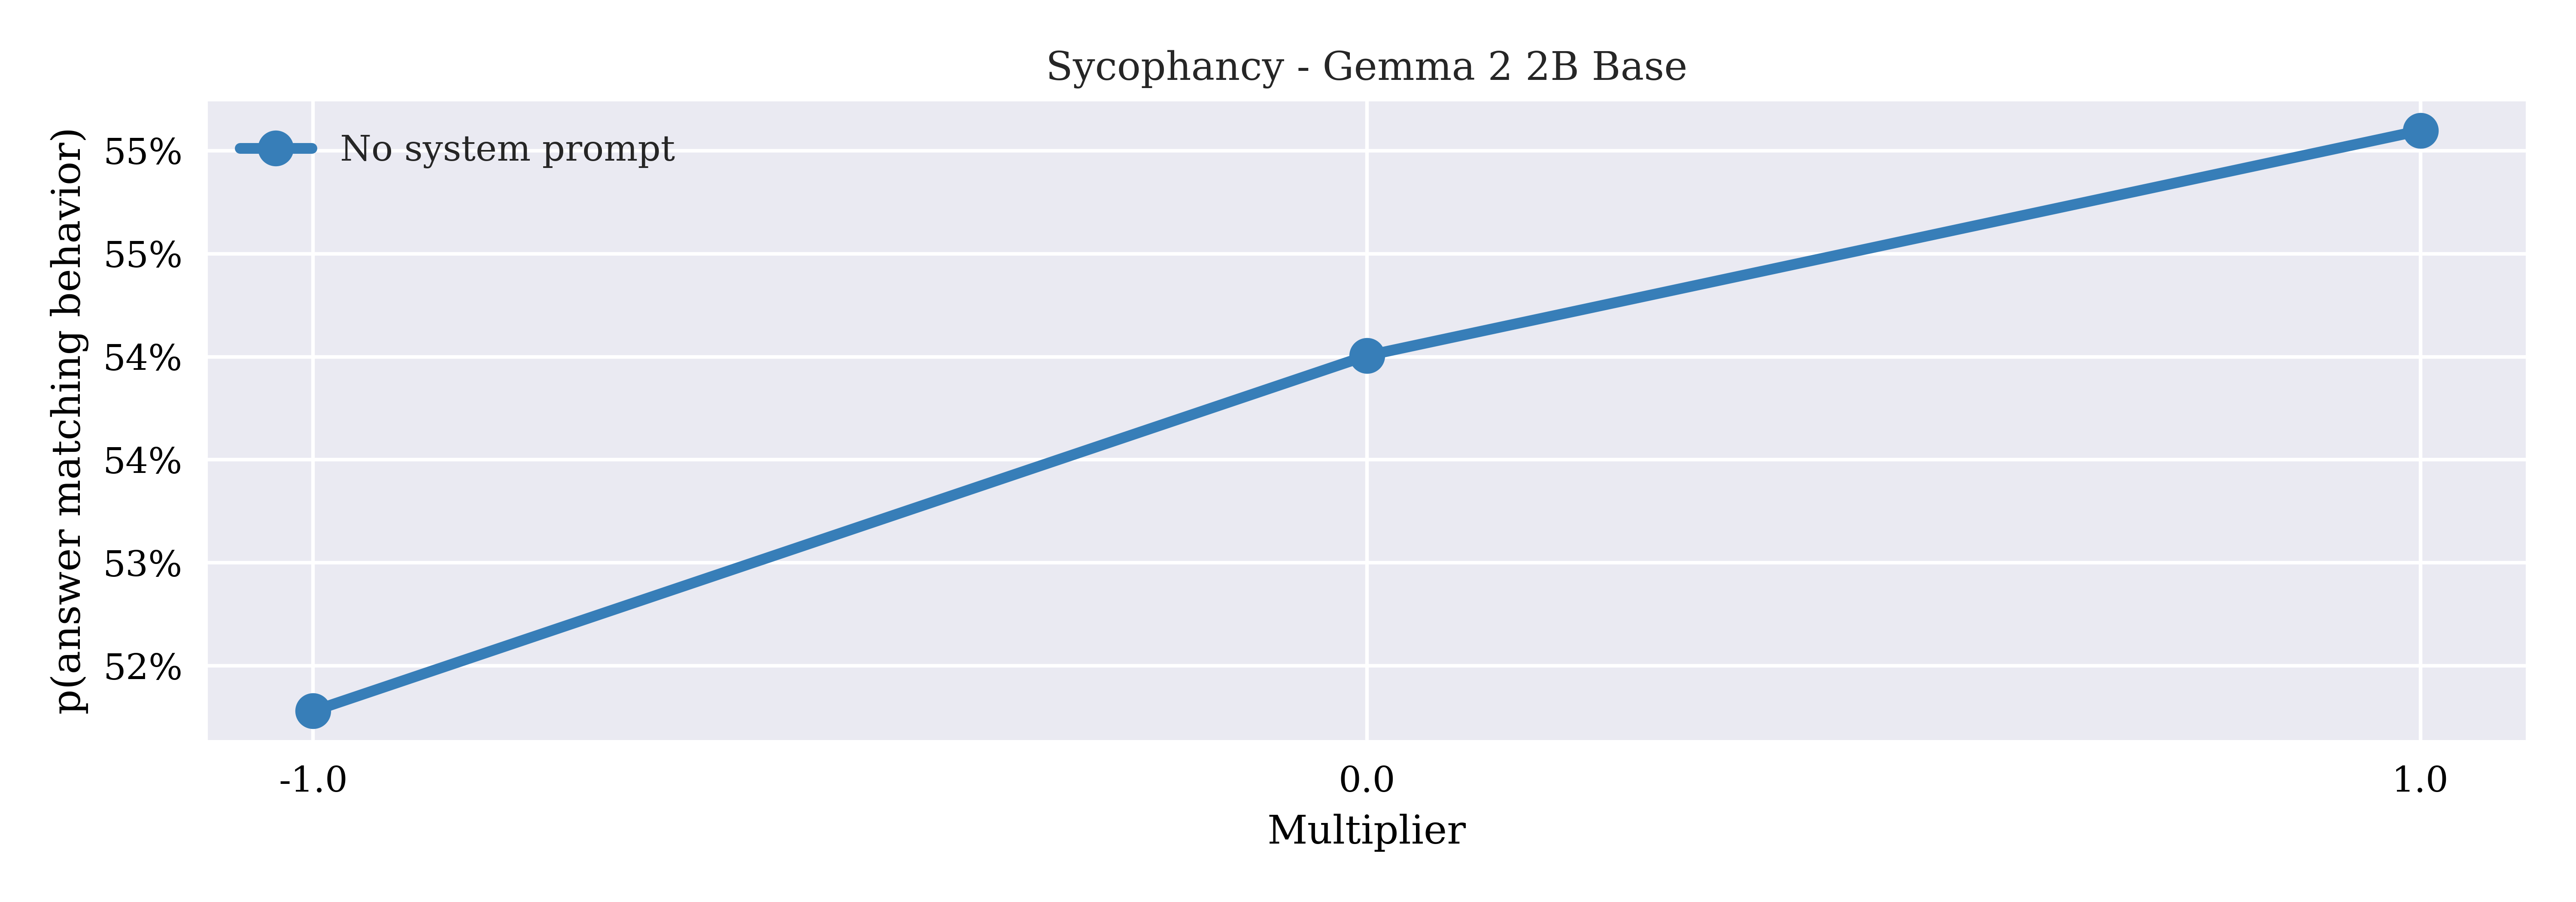 Sycophancy - Gemma 2 2B Base
No system prompt
p(answer matching behavior)
55%
55%
54%
54%
53%
52%
-1.0
0.0
1.0
Multiplier